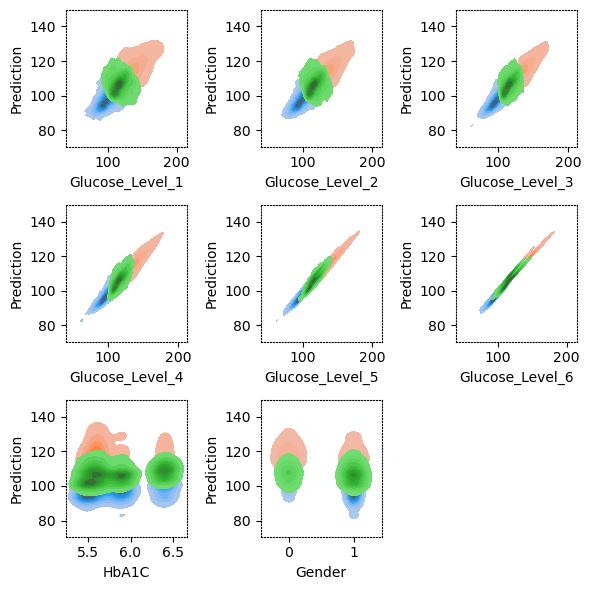 140
120
100
80
Prediction
100 200
Glucose_Level_1
140
120
100
80
Prediction
100 200
Glucose_Level_2
140
120
100
80
Prediction
100 200
Glucose_Level_3
140
120
100
80
Prediction
100 200
Glucose_Level_4
140
120
100
80
Prediction
100 200
Glucose_Level_5
140
120
100
80
Prediction
100 200
Glucose_Level_6
140
120
100
80
Prediction
5.5 6.0 6.5
HbA1C
140
120
100
80
Prediction
0 1
Gender